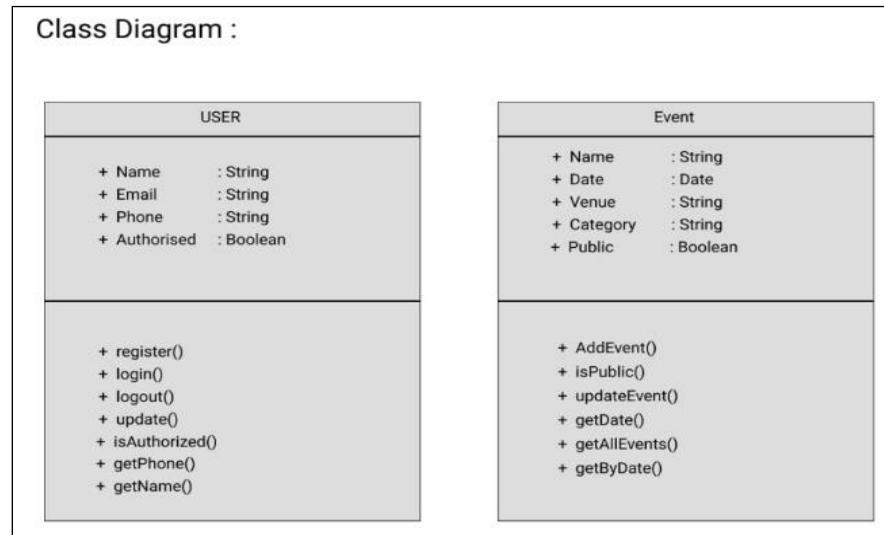 Class Diagram :
USER
+ Name : String
+ Email : String
+ Phone : String
+ Authorised : Boolean
+ register()
+ login()
+ logout()
+ update()
+ isAuthorized()
+ getPhone()
+ getName()
Event
+ Name : String
+ Date : Date
+ Venue : String
+ Category : String
+ Public : Boolean
+ AddEvent()
+ isPublic()
+ updateEvent()
+ getDate()
+ getAllEvents()
+ getByDate()